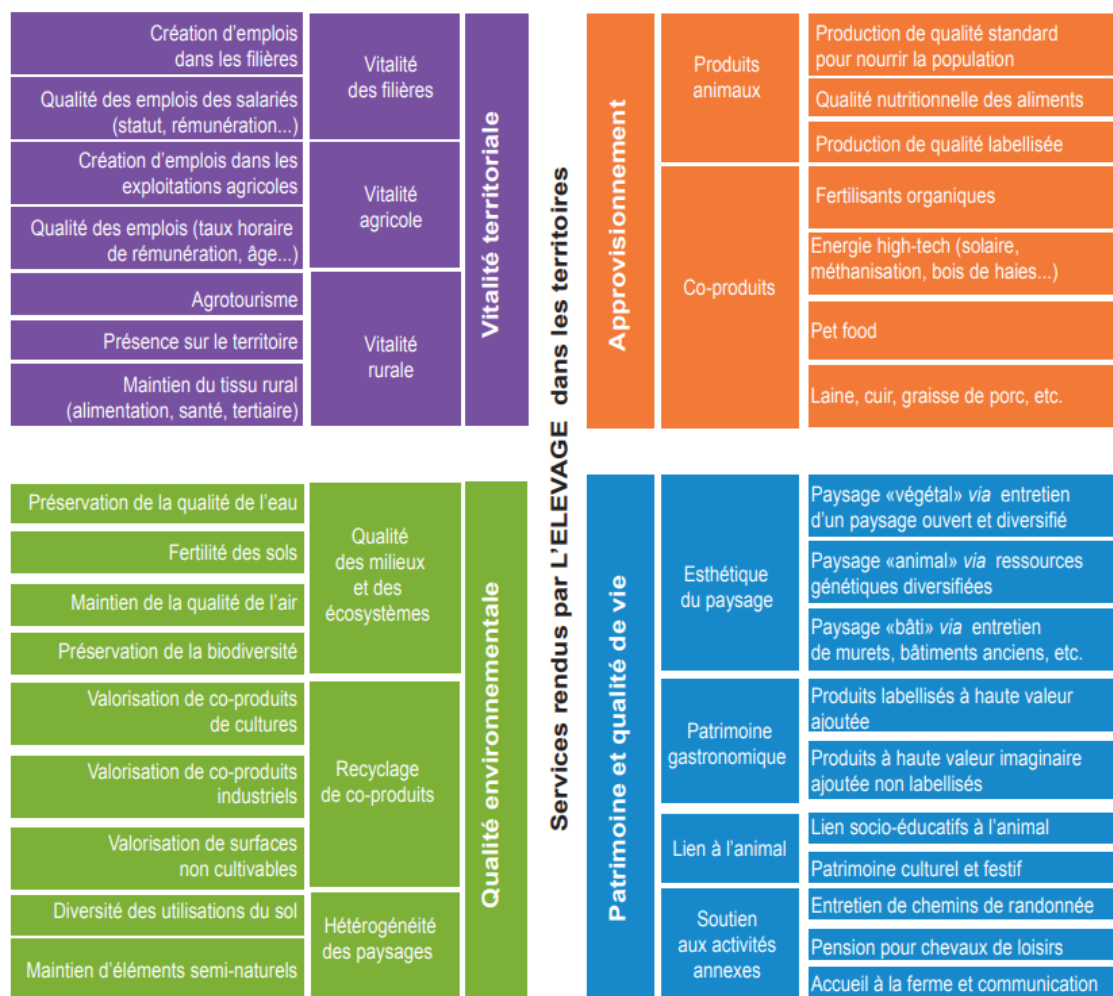 Création d'emplois
dans les filières
Qualité des emplois des salariés
(statut, rémunération...)
Création d'emplois dans les
exploitations agricoles
Qualité des emplois (taux horaire
de rémunération, âge...)
Agrotourisme
Présence sur le territoire
Maintien du tissu rural
(alimentation, santé, tertiaire)
Vitalité
des filières
Vitalité
agricole
Vitalité
rurale
Vitalité territoriale
Services rendus par L'ELEVAGE dans les territoires
Approvisionnement
Produits
animaux
Co-produits
Production de qualité standard
pour nourrir la population
Qualité nutritionnelle des aliments
Production de qualité labellisée
Fertilisants organiques
Energie high-tech (solaire,
méthanisation, bois de haies...)
Pet food
Laine, cuir, graisse de porc, etc.
Préservation de la qualité de l'eau
Fertilité des sols
Maintien de la qualité de l'air
Préservation de la biodiversité
Valorisation de co-produits
de cultures
Valorisation de co-produits
industriels
Valorisation de surfaces
non cultivables
Diversité des utilisations du sol
Maintien d'éléments semi-naturels
Qualité
des milieux
et des
écosystèmes
Recyclage
de co-produits
Hétérogénéité
des paysages
Qualité environnementale
Patrimoine et qualité de vie
Esthétique
du paysage
Patrimoine
gastronomique
Lien à l'animal
Soutien
aux activités
annexes
Paysage «végétal» via entretien
d'un paysage ouvert et diversifié
Paysage «animal» via ressources
génétiques diversifiées
Paysage «bâti» via entretien
de murets, bâtiments anciens, etc.
Produits labellisés à haute valeur
ajoutée
Produits à haute valeur imaginaire
ajoutée non labellisés
Lien socio-éducatifs à l'animal
Patrimoine culturel et festif
Entretien de chemins de randonnée
Pension pour chevaux de loisirs
Accueil à la ferme et communication